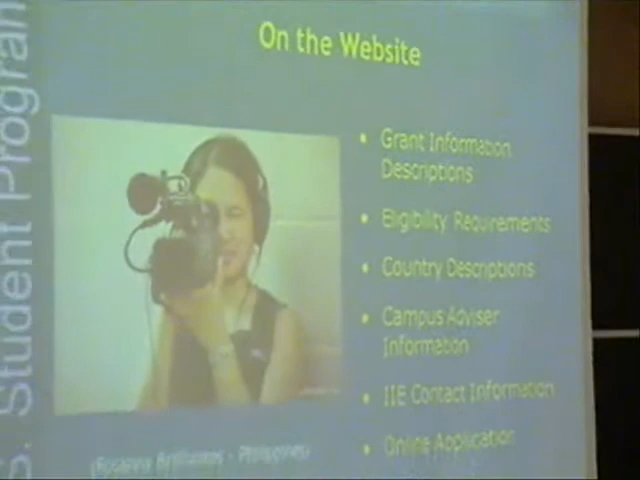 On the Website
S. Student Program
Grant Information
Descriptions
Eligibility Requirements
Country Descriptions
Campus Adviser
Information
IIE Contact Information
Online Application
Philippines